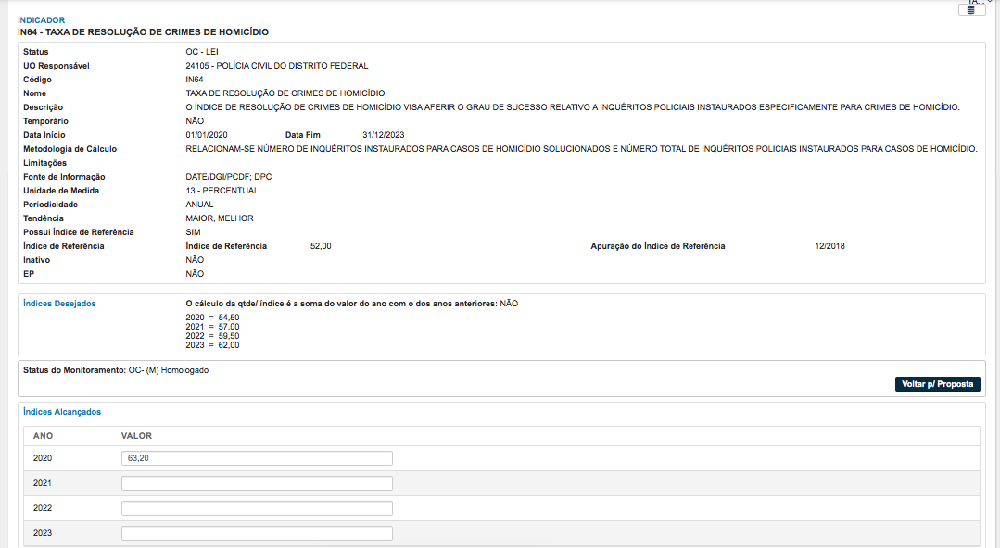 INDICADOR
IN64 - TAXA DE RESOLUÇÃO DE CRIMES DE HOMICÍDIO
Status OC - LEI
UO Responsável 24105 - POLÍCIA CIVIL DO DISTRITO FEDERAL
Código IN64
Nome TAXA DE RESOLUÇÃO DE CRIMES DE HOMICÍDIO
Descrição O ÍNDICE DE RESOLUÇÃO DE CRIMES DE HOMICÍDIO VISA AFERIR O GRAU DE SUCESSO RELATIVO A INQUÉRITOS POLICIAIS INSTAURADOS ESPECIFICAMENTE PARA CRIMES DE HOMICÍDIO.
Temporário NÃO
Data Início 01/01/2020 Data Fim 31/12/2023
Metodologia de Cálculo RELACIONAM-SE NÚMERO DE INQUÉRITOS INSTAURADOS PARA CASOS DE HOMICÍDIO SOLUCIONADOS E NÚMERO TOTAL DE INQUÉRITOS POLICIAIS INSTAURADOS PARA CASOS DE HOMICÍDIO.
Limitações
Fonte de Informação DATE/DGI/PCDF; DPC
Unidade de Medida 13 - PERCENTUAL
Periodicidade ANUAL
Tendência MAIOR, MELHOR
Possui Índice de Referência SIM
Índice de Referência Índice de Referência 52,00 Apuração do Índice de Referência 12/2018
Inativo NÃO
EP NÃO
Índices Desejados O cálculo da qtde/ índice é a soma do valor do ano com o dos anos anteriores: NÃO
2020 = 54,50
2021 = 57,00
2022 = 59,50
2023 = 62,00
Status do Monitoramento: OC- (M) Homologado
Voltar p/ Proposta
Índices Alcançados
ANO VALOR
2020 63,20
2021
2022
2023